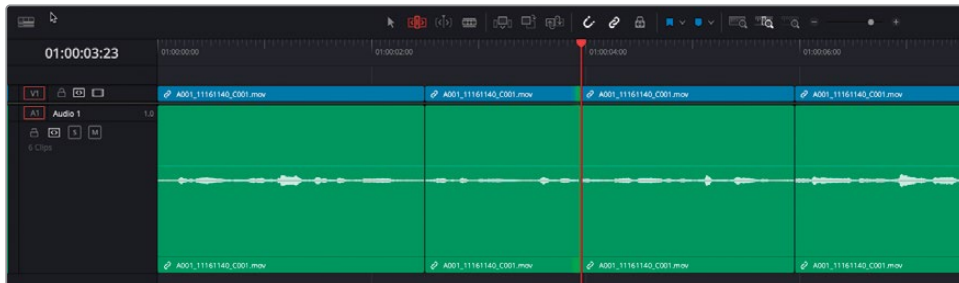 01:00:03:23
01:00:00:00 01:00:02:00 01:00:04:00 01:00:06:00
V1
A001_11161140_C001.mov A001_11161140_C001.mov A001_11161140_C001.mov A001_11161140_C001.mov
A1 Audio 1 1.0
S M
6 Clips
A001_11161140_C001.mov A001_11161140_C001.mov A001_11161140_C001.mov A001_11161140_C001.mov